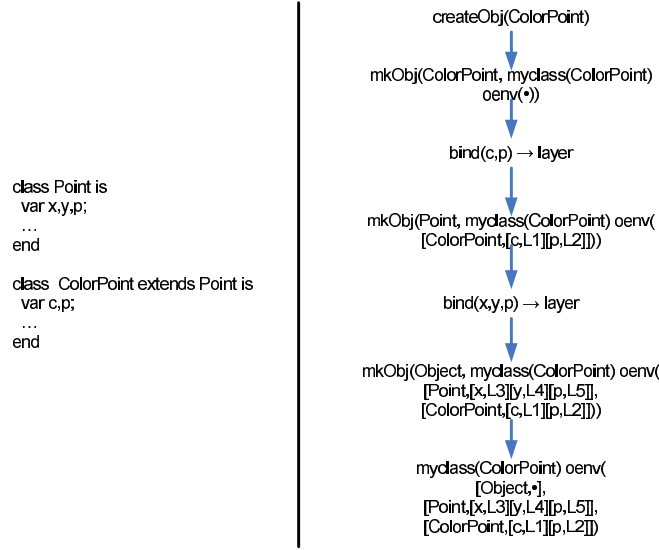 class Point is
var x,y,p;
...
end
class ColorPoint extends Point is
var c,p;
...
end
createObj(ColorPoint)
mkObj(ColorPoint, myclass(ColorPoint)
oenv(•))
bind(c,p) → layer
mkObj(Point, myclass(ColorPoint) oenv(
[ColorPoint,[c,L1][p,L2]]))
bind(x,y,p) → layer
mkObj(Object, myclass(ColorPoint) oenv(
[Point,[x,L3][y,L4][p,L5]],
[ColorPoint,[c,L1][p,L2]]))
myclass(ColorPoint) oenv(
[Object,•],
[Point,[x,L3][y,L4][p,L5]],
[ColorPoint,[c,L1][p,L2]])